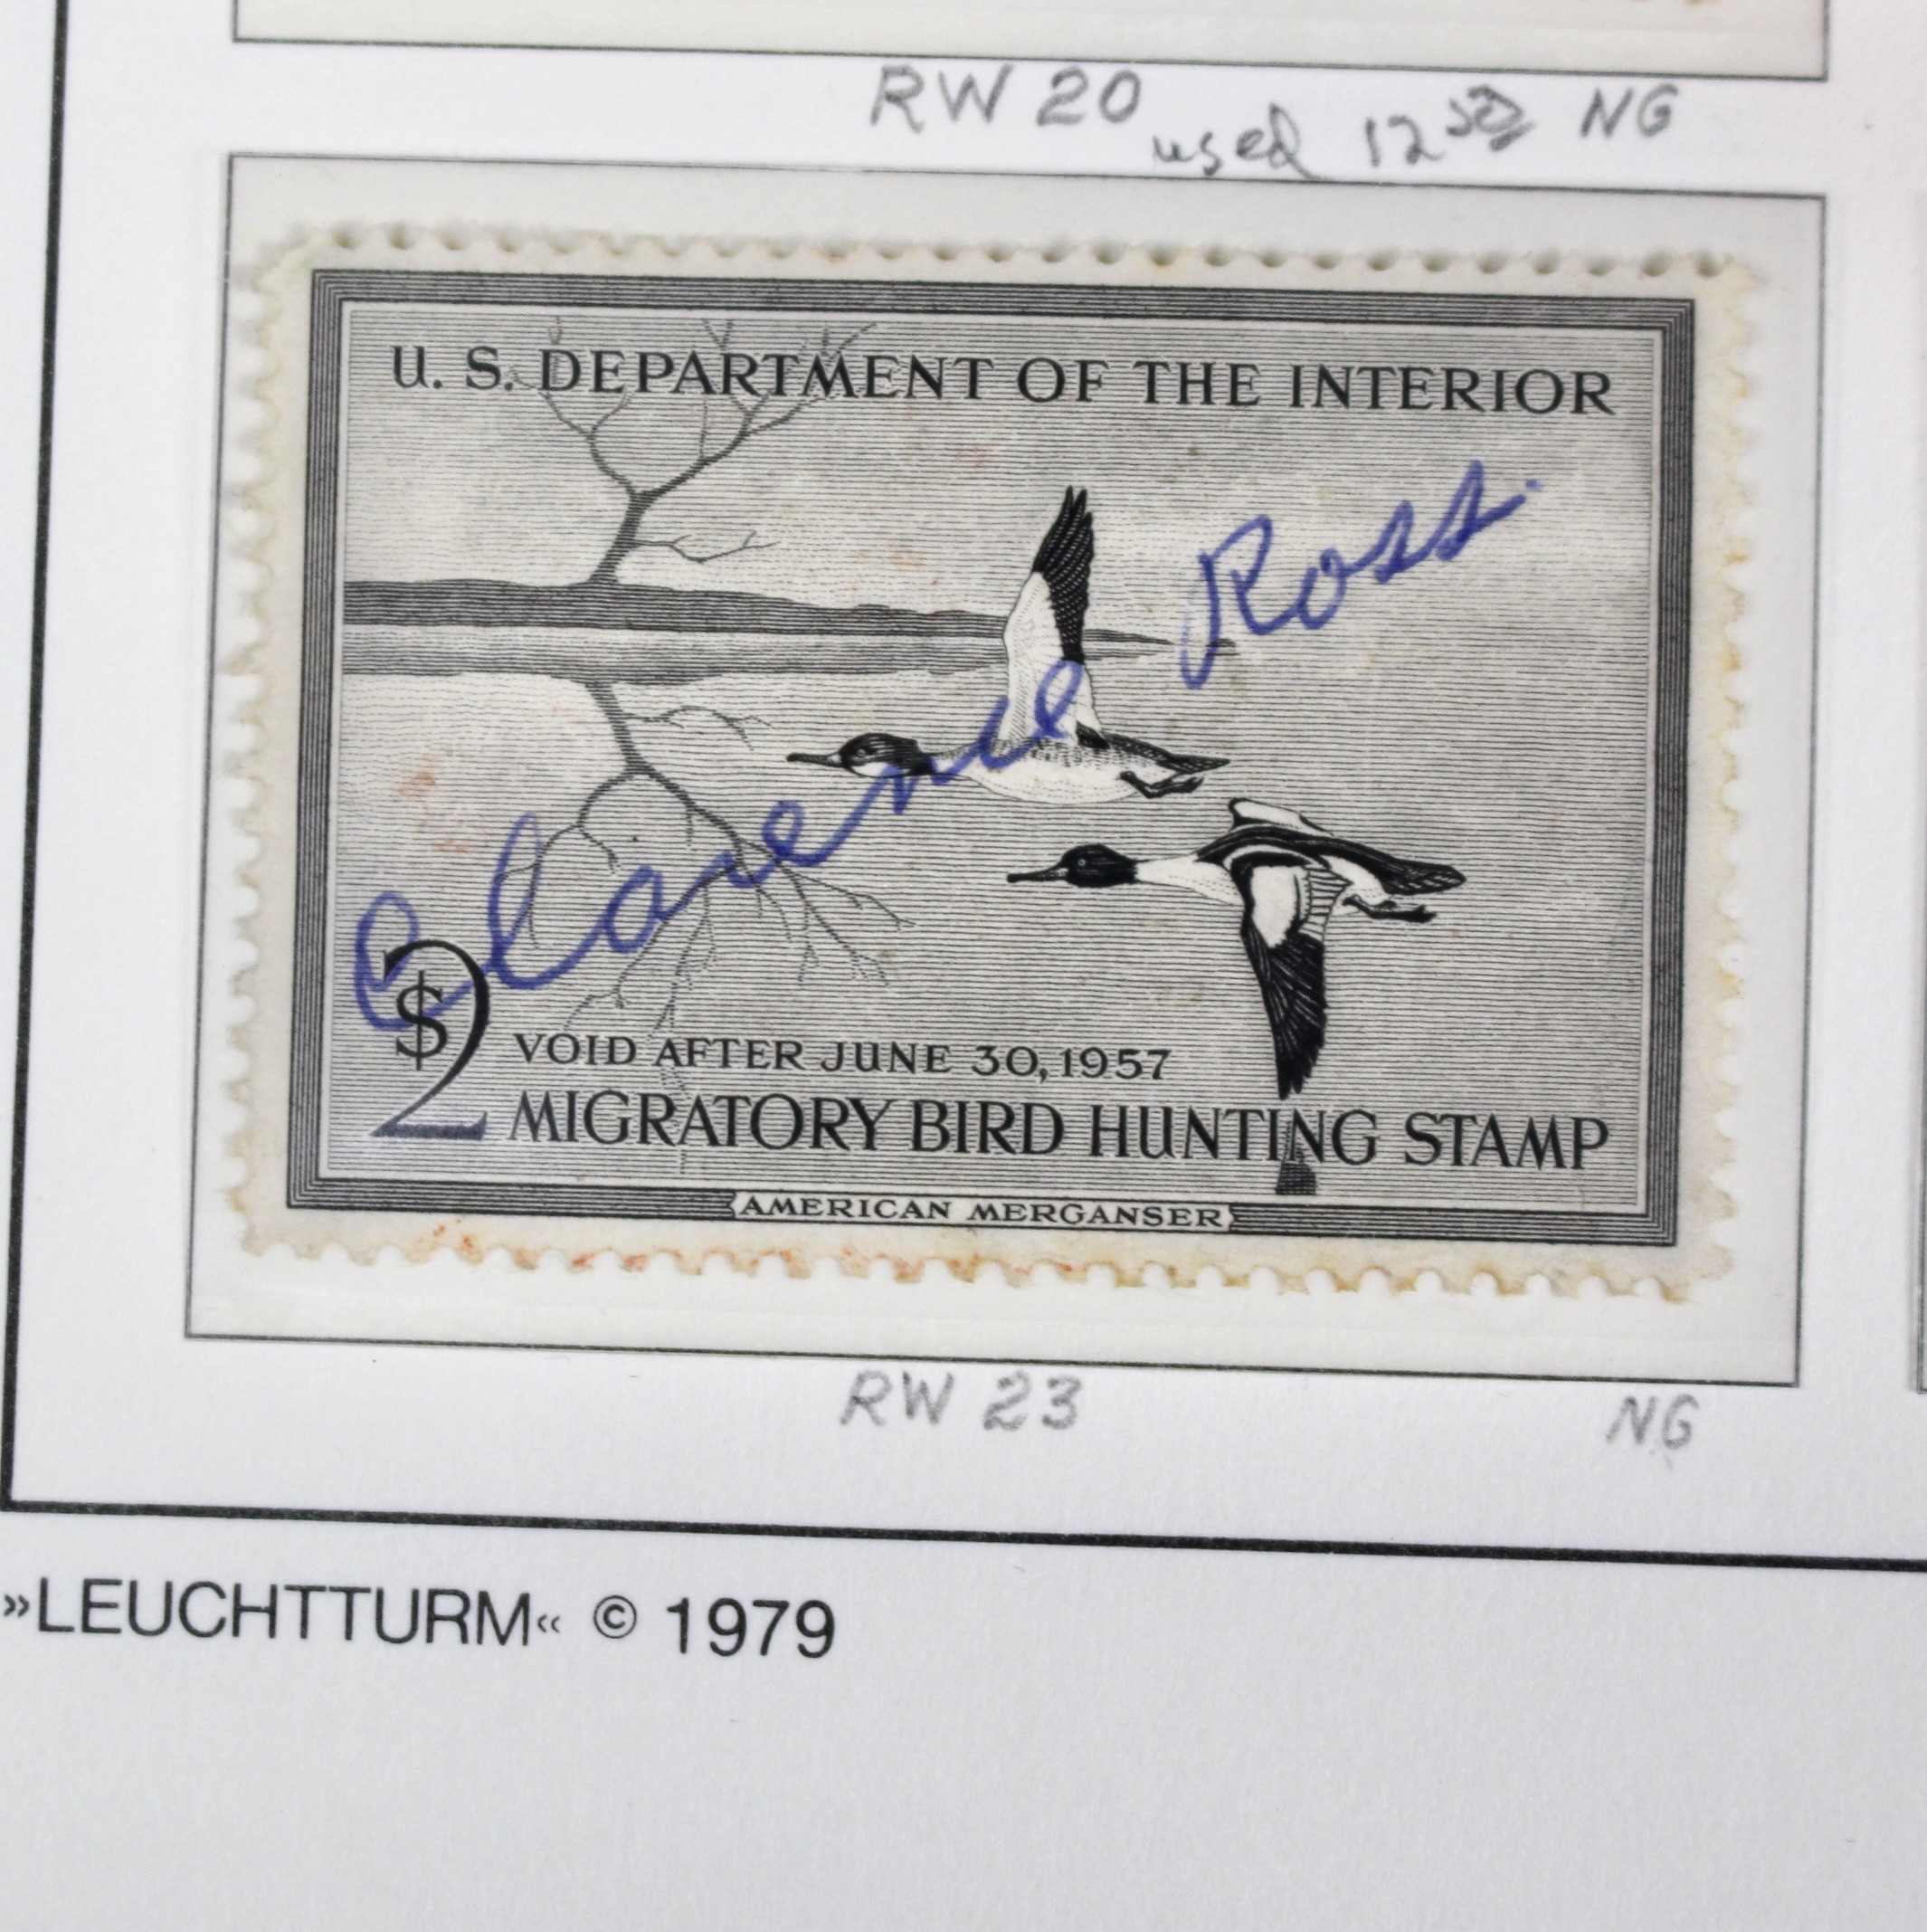 RW 20
used 12 50 NG
U. S. DEPARTMENT OF THE INTERIOR
Clarence Ross.
$2
VOID AFTER JUNE 30, 1957
MIGRATORY BIRD HUNTING STAMP
AMERICAN MERGANSER
RW 23 NG
»LEUCHTTURM« © 1979